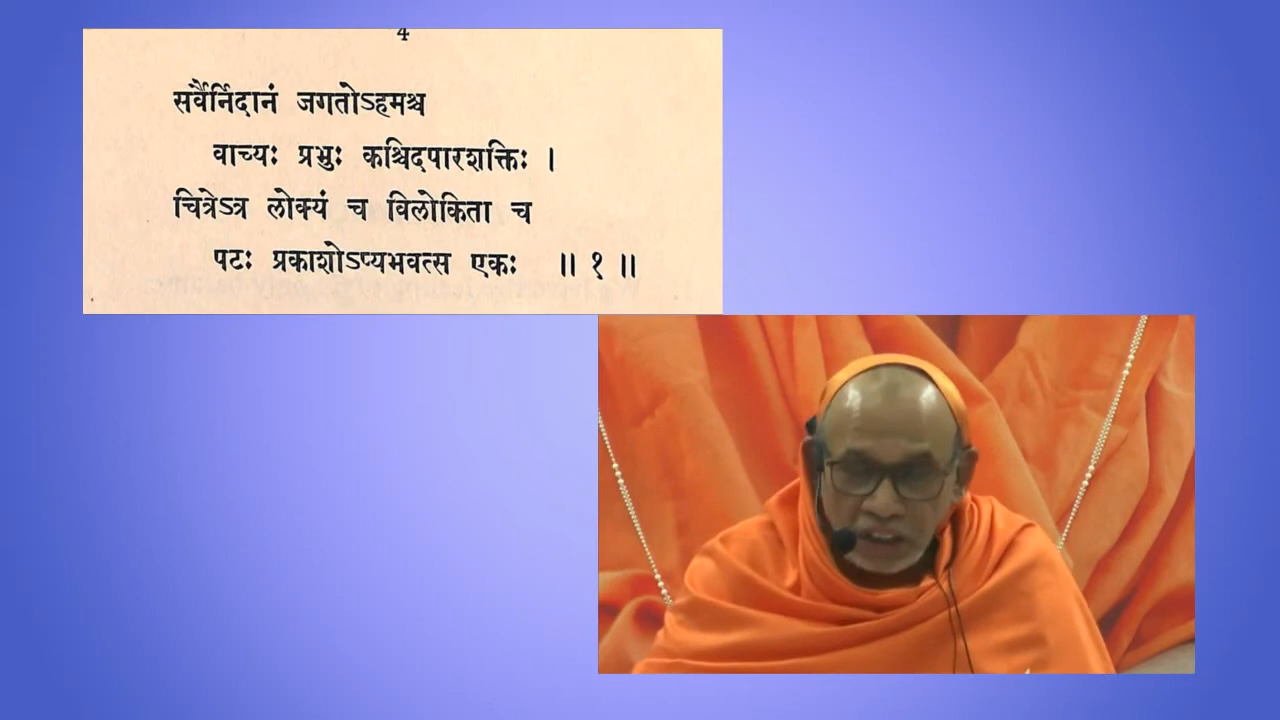 4
सर्वैर्निदानं जगतोऽहमश्च
वाच्यः प्रभुः कश्चिदपारशक्तिः ।
चित्रेऽत्र लोक्यं च विलोकिता च
पटः प्रकाशोऽप्यभवत्स एकः ॥ १ ॥